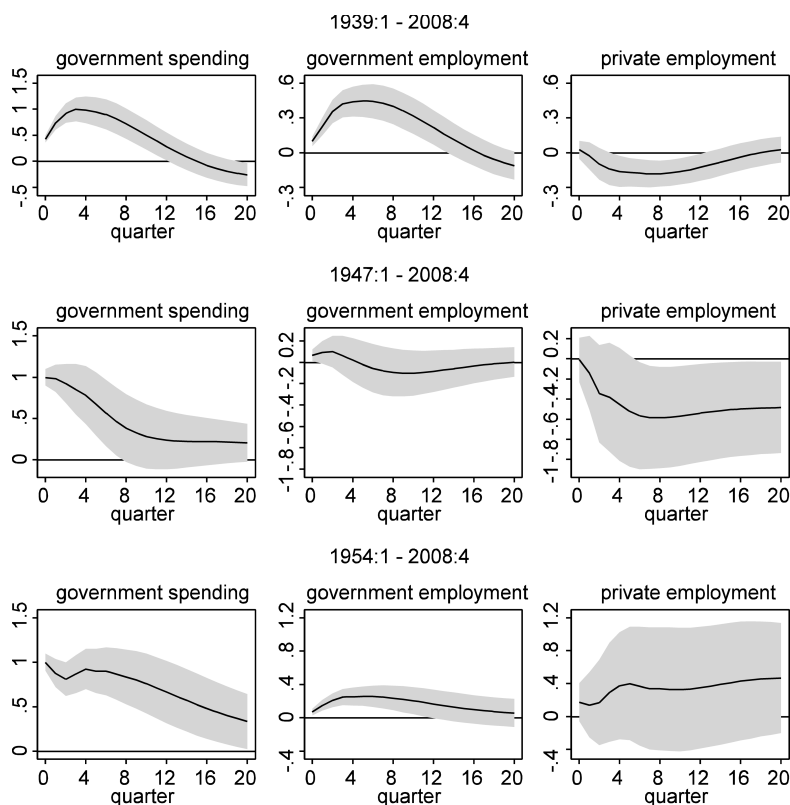 1939:1 - 2008:4
government spending government employment private employment
1.5 1 .5 0 -.5
.6 .3 0 -.3
.6 .3 0 -.3
0 4 8 12 16 20 0 4 8 12 16 20 0 4 8 12 16 20
quarter quarter quarter
1947:1 - 2008:4
government spending government employment private employment
1.5 1 .5 0
0.2 -.2 -.4 -.6 -.8 -1
0.2 -.2 -.4 -.6 -.8 -1
0 4 8 12 16 20 0 4 8 12 16 20 0 4 8 12 16 20
quarter quarter quarter
1954:1 - 2008:4
government spending government employment private employment
1.5 1 .5 0
1.2 .8 .4 0 -.4
1.2 .8 .4 0 -.4
0 4 8 12 16 20 0 4 8 12 16 20 0 4 8 12 16 20
quarter quarter quarter